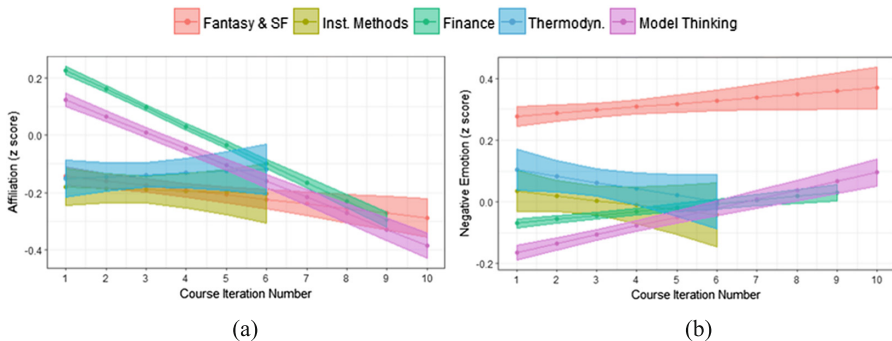 Fantasy & SF Inst. Methods Finance Thermodyn. Model Thinking
Affiliation (z score)
0.2
0.0
-0.2
-0.4
1 2 3 4 5 6 7 8 9 10
Course Iteration Number
(a)
Negative Emotion (z score)
0.4
0.2
0.0
-0.2
1 2 3 4 5 6 7 8 9 10
Course Iteration Number
(b)